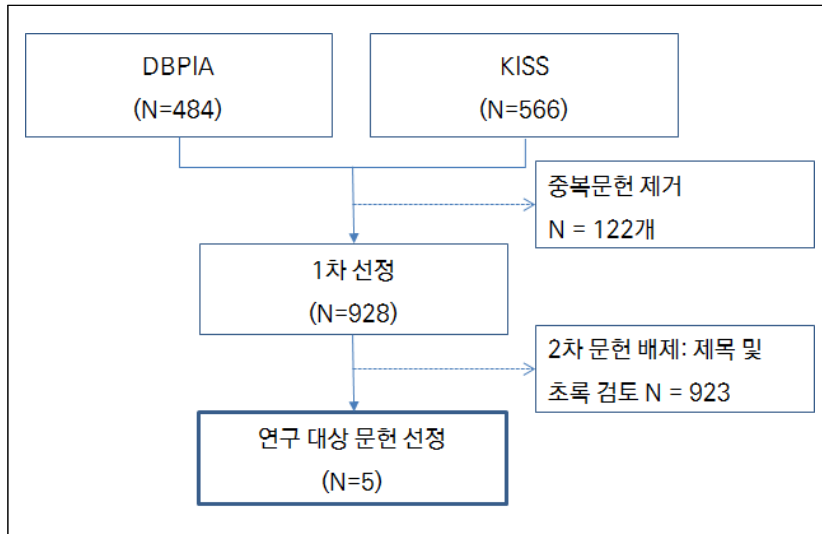 DBPIA
(N=484)
KISS
(N=566)
중복문헌 제거
N = 122개
1차 선정
(N=928)
2차 문헌 배제: 제목 및
초록 검토 N = 923
연구 대상 문헌 선정
(N=5)